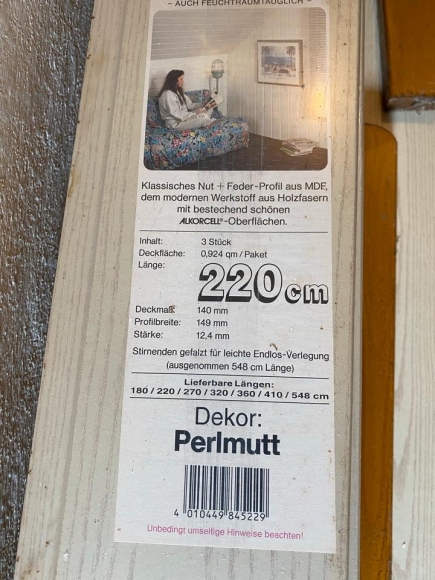 – AUCH FEUCHTRAUMTAUGLICH –
Klassisches Nut + Feder-Profil aus MDF,
dem modernen Werkstoff aus Holzfasern
mit bestechend schönen
ALKORCELL®-Oberflächen.
Inhalt: 3 Stück
Deckfläche: 0,924 qm / Paket
Länge: 220 cm
Deckmaß: 140 mm
Profilbreite: 149 mm
Stärke: 12,4 mm
Stirnenden gefalzt für leichte Endlos-Verlegung
(ausgenommen 548 cm Länge)
Lieferbare Längen:
180 / 220 / 270 / 320 / 360 / 410 / 548 cm
Dekor:
Perlmutt
4 010449 845229
Unbedingt umseitige Hinweise beachten!